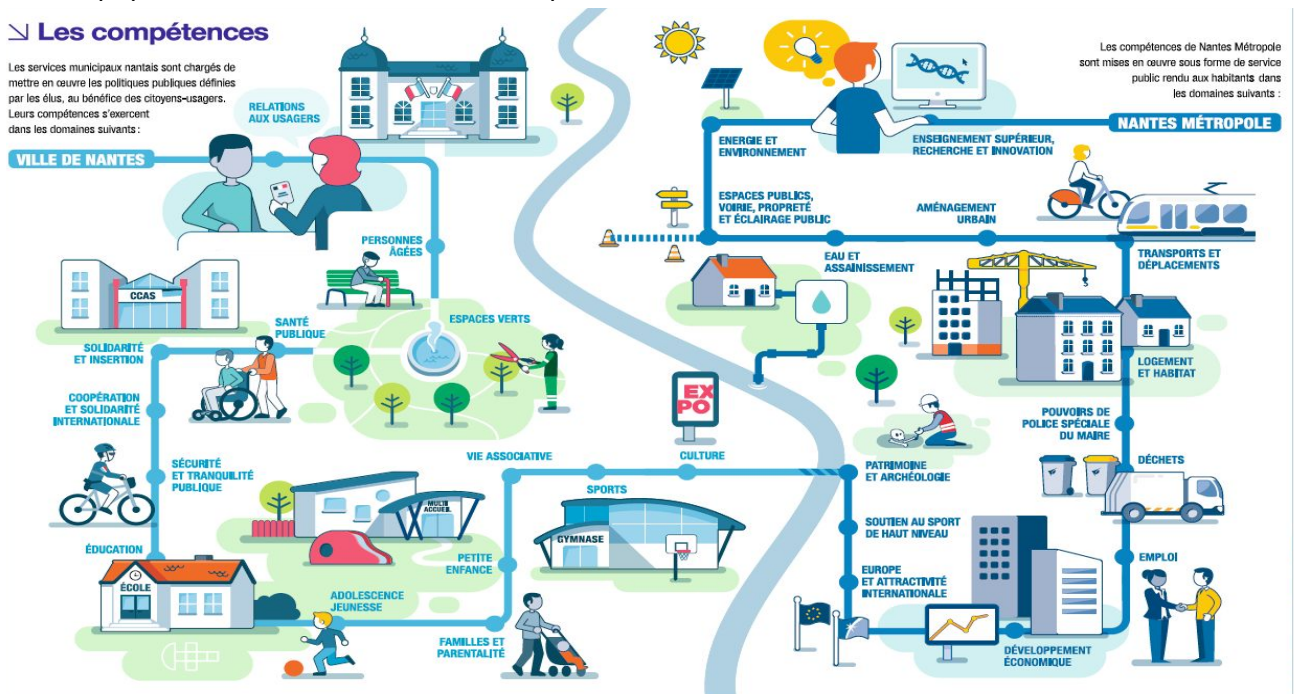 Les compétences
Les services municipaux nantais sont chargés de
mettre en œuvre les politiques publiques définies
par les élus, au bénéfice des citoyens-usagers.
Leurs compétences s'exercent
dans les domaines suivants :
VILLE DE NANTES
RELATIONS
AUX USAGERS
PERSONNES
ÂGÉES
ESPACES VERTS
CCAS
SANTÉ
PUBLIQUE
SOLIDARITÉ
ET INSERTION
COOPÉRATION
ET SOLIDARITÉ
INTERNATIONALE
SÉCURITÉ
ET TRANQUILITÉ
PUBLIQUE
ÉDUCATION
ÉCOLE
ADOLESCENCE
JEUNESSE
FAMILLES ET
PARENTALITÉ
PETITE
ENFANCE
MULTI
ACCUEIL
VIE ASSOCIATIVE
SPORTS
GYMNASE
CULTURE
EX
PO
Les compétences de Nantes Métropole
sont mises en œuvre sous forme de service
public rendu aux habitants dans
les domaines suivants :
NANTES MÉTROPOLE
ENSEIGNEMENT SUPÉRIEUR,
RECHERCHE ET INNOVATION
ENERGIE ET
ENVIRONNEMENT
ESPACES PUBLICS,
VOIRIE, PROPRETÉ
ET ÉCLAIRAGE PUBLIC
EAU ET
ASSAINISSEMENT
AMÉNAGEMENT
URBAIN
TRANSPORTS ET
DÉPLACEMENTS
LOGEMENT
ET HABITAT
POUVOIRS DE
POLICE SPÉCIALE
DU MAIRE
DÉCHETS
EMPLOI
DÉVELOPPEMENT
ÉCONOMIQUE
EUROPE
ET ATTRACTIVITÉ
INTERNATIONALE
SOUTIEN AU SPORT
DE HAUT NIVEAU
PATRIMOINE
ET ARCHÉOLOGIE